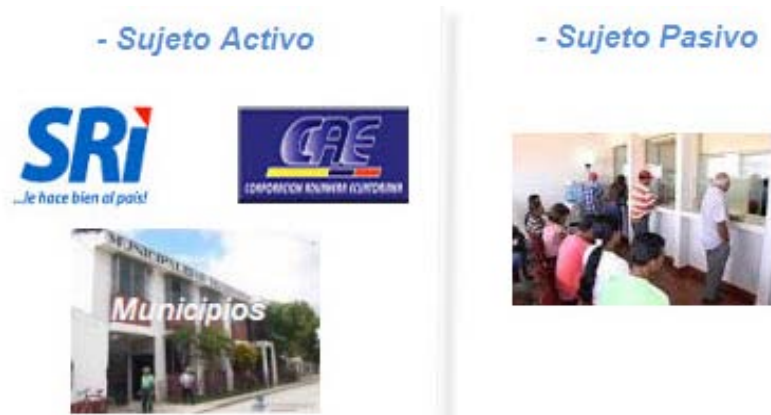 - Sujeto Activo
SRi
...le hace bien al país!
CAE
CORPORACION ADUANERA ECUATORIANA
Municipios
- Sujeto Pasivo